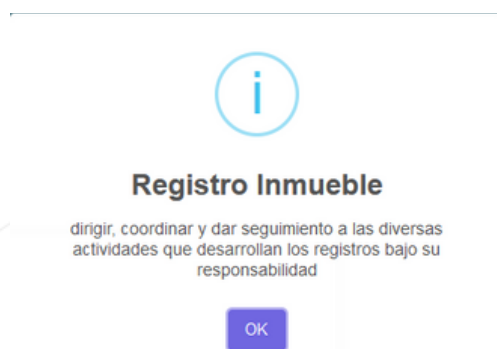 i
Registro Inmueble
dirigir, coordinar y dar seguimiento a las diversas
actividades que desarrollan los registros bajo su
responsabilidad
OK